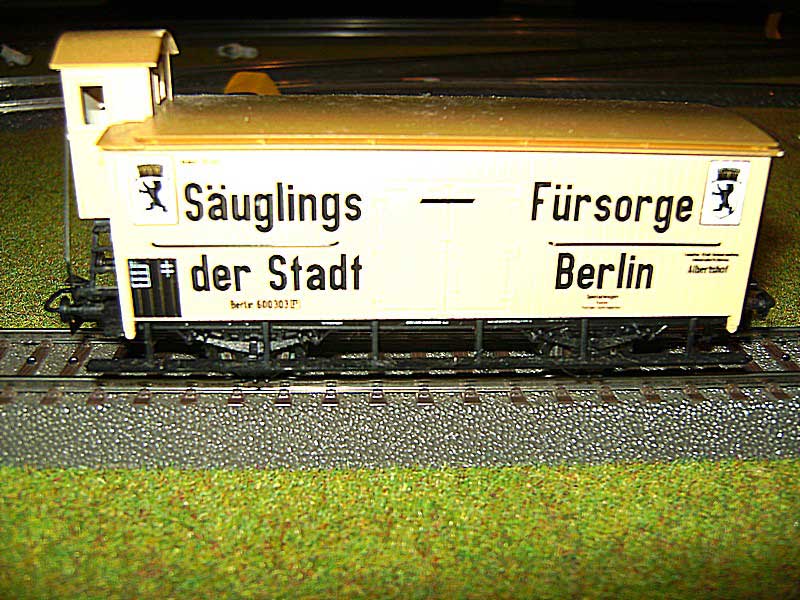 Säuglings — Fürsorge
der Stadt Berlin
Berlin 600303 [P]
Albertshof